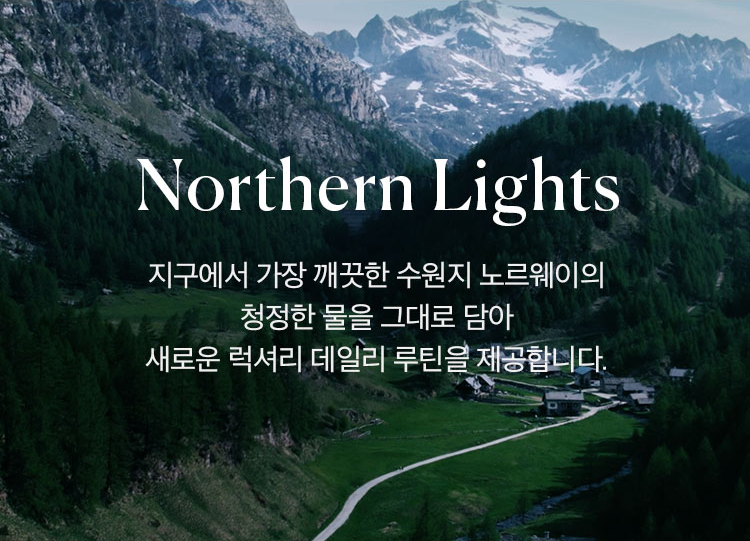 Northern Lights
지구에서 가장 깨끗한 수원지 노르웨이의
청정한 물을 그대로 담아
새로운 럭셔리 데일리 루틴을 제공합니다.